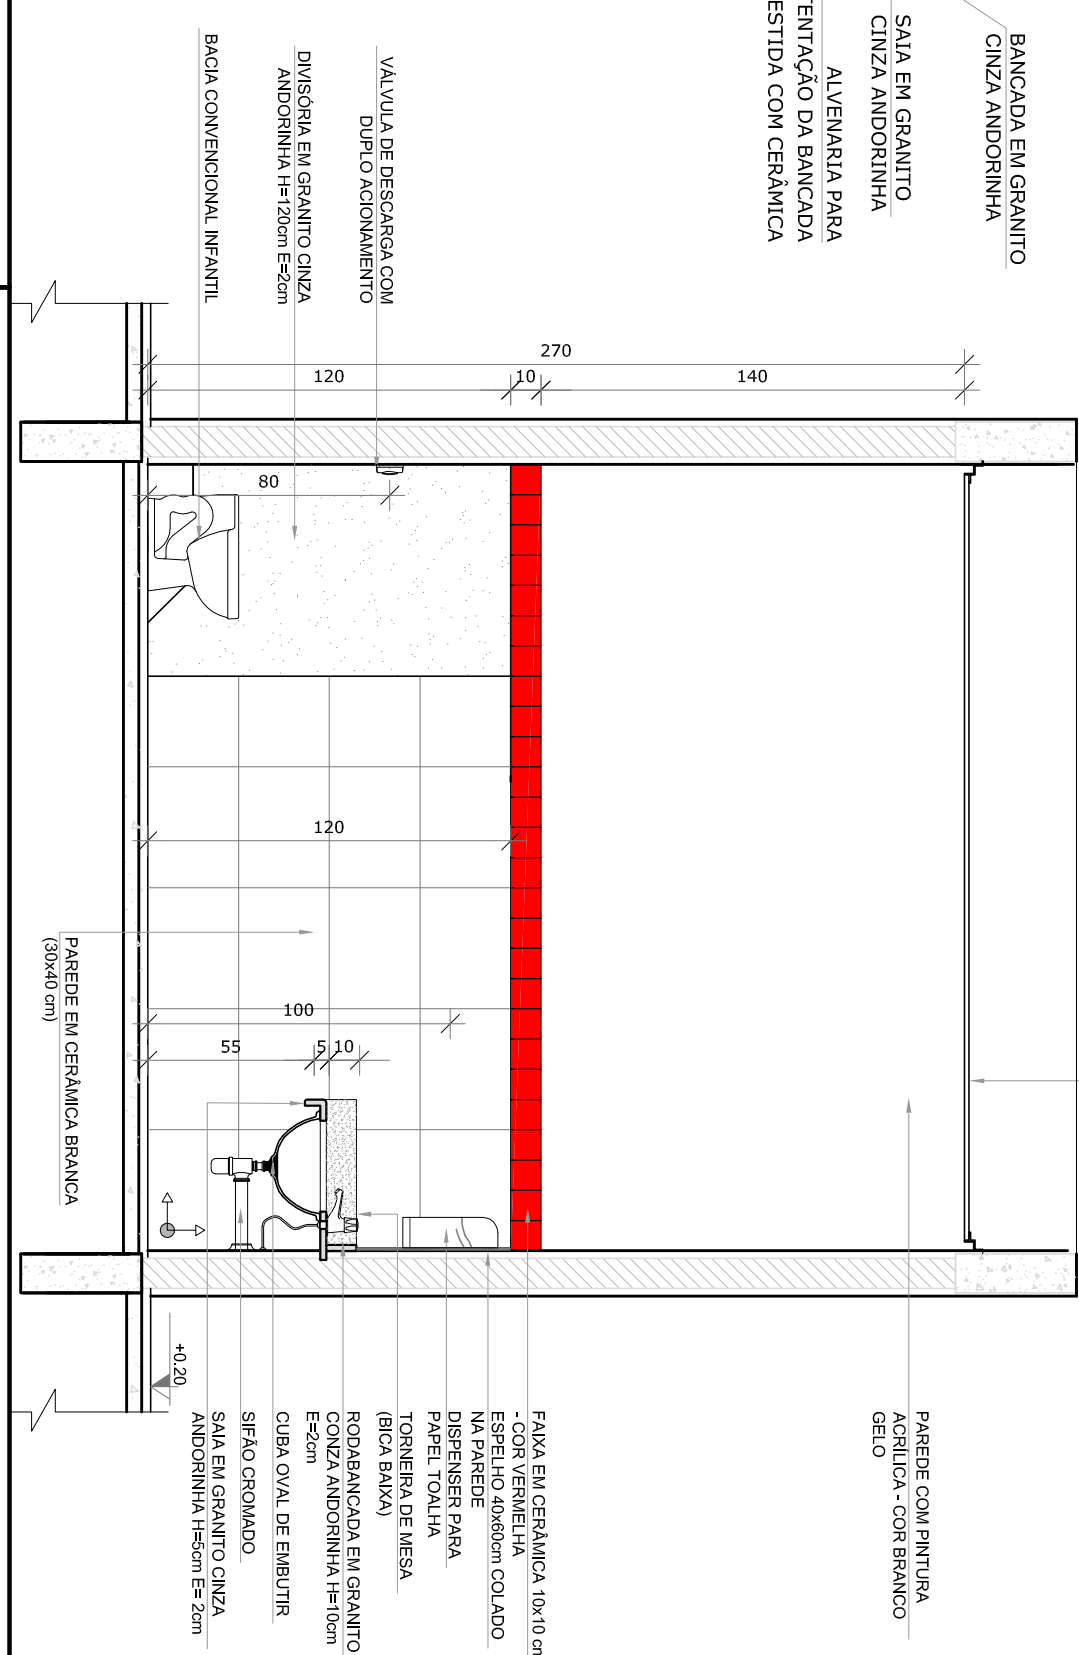 BANCADA EM GRANITO
CINZA ANDORINHA
SAIA EM GRANITO
CINZA ANDORINHA
ALVENARIA PARA
TENTAÇÃO DA BANCADA
ESTIDA COM CERÂMICA
VÁLVULA DE DESCARGA COM
DUPLO ACIONAMENTO
DIVISÓRIA EM GRANITO CINZA
ANDORINHA H=120cm E=2cm
BACIA CONVENCIONAL INFANTIL
270
120
10
140
80
120
100
55
5
10
PAREDE EM CERÂMICA BRANCA
(30x40 cm)
+0.20
PAREDE COM PINTURA
ACRÍLICA - COR BRANCO
GELO
FAIXA EM CERÂMICA 10x10 cm
- COR VERMELHA
ESPELHO 40x60cm COLADO
NA PAREDE
DISPENSER PARA
PAPEL TOALHA
TORNEIRA DE MESA
(BICA BAIXA)
RODABANCADA EM GRANITO
CONZA ANDORINHA H=10cm
E=2cm
CUBA OVAL DE EMBUTIR
SIFÃO CROMADO
SAIA EM GRANITO CINZA
ANDORINHA H=5cm E= 2cm